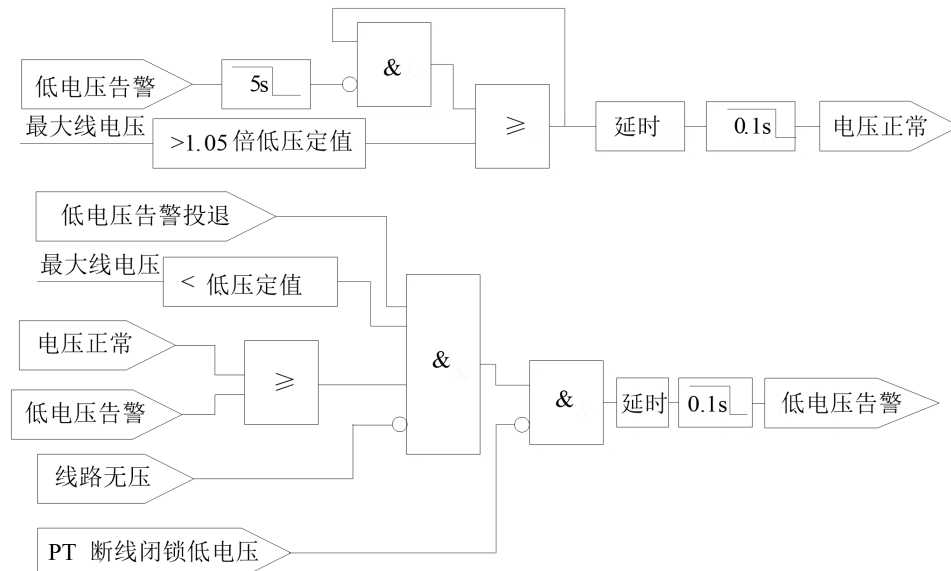 &
低电压告警
5s
最大线电压
>1.05 倍低压定值
≥
延时
0.1s
电压正常
低电压告警投退
最大线电压
< 低压定值
电压正常
≥
低电压告警
&
&
延时
0.1s
低电压告警
线路无压
PT 断线闭锁低电压